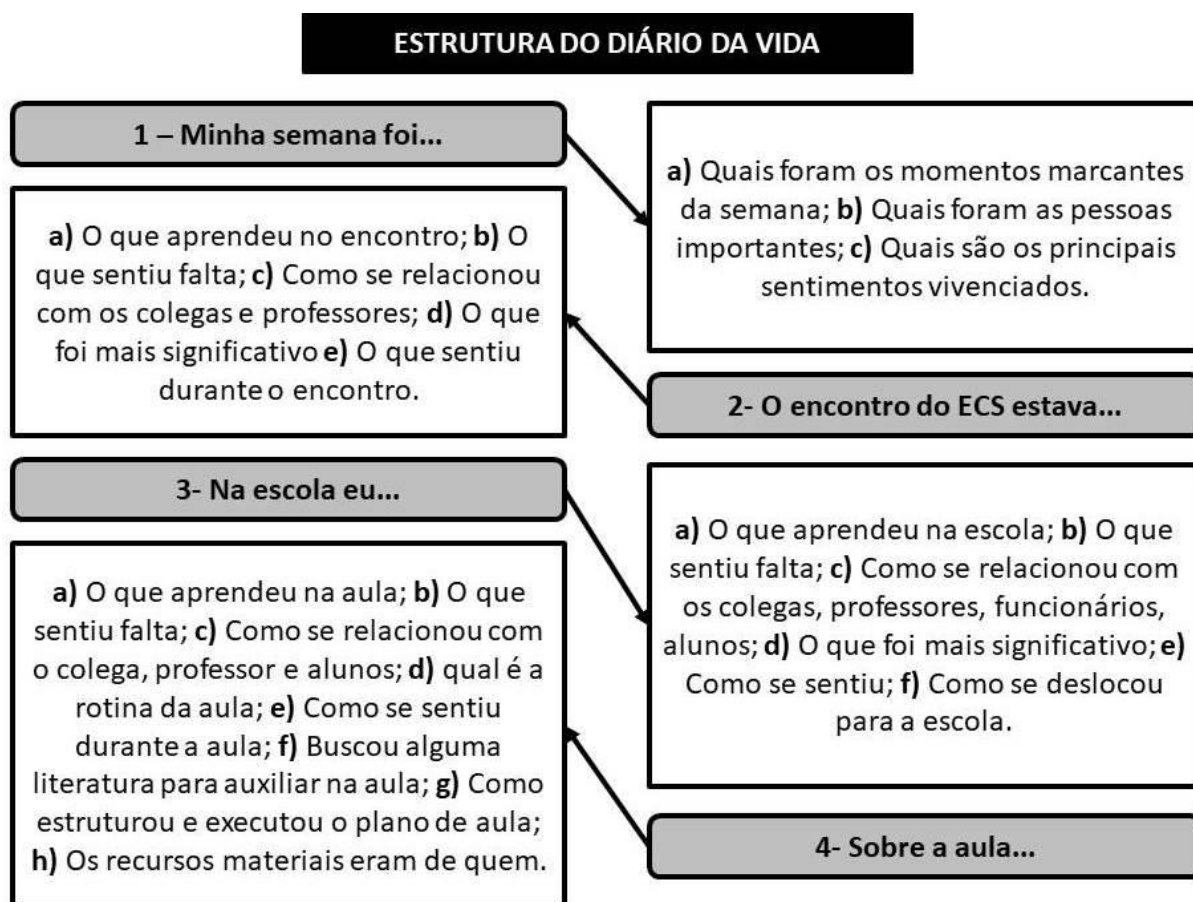 ESTRUTURA DO DIÁRIO DA VIDA
1 – Minha semana foi...
a) Quais foram os momentos marcantes
da semana; b) Quais foram as pessoas
importantes; c) Quais são os principais
sentimentos vivenciados.
2- O encontro do ECS estava...
a) O que aprendeu no encontro; b) O
que sentiu falta; c) Como se relacionou
com os colegas e professores; d) O que
foi mais significativo e) O que sentiu
durante o encontro.
3- Na escola eu...
a) O que aprendeu na escola; b) O que
sentiu falta; c) Como se relacionou com
os colegas, professores, funcionários,
alunos; d) O que foi mais significativo; e)
Como se sentiu; f) Como se deslocou
para a escola.
4- Sobre a aula...
a) O que aprendeu na aula; b) O que
sentiu falta; c) Como se relacionou com
o colega, professor e alunos; d) qual é a
rotina da aula; e) Como se sentiu
durante a aula; f) Buscou alguma
literatura para auxiliar na aula; g) Como
estruturou e executou o plano de aula;
h) Os recursos materiais eram de quem.